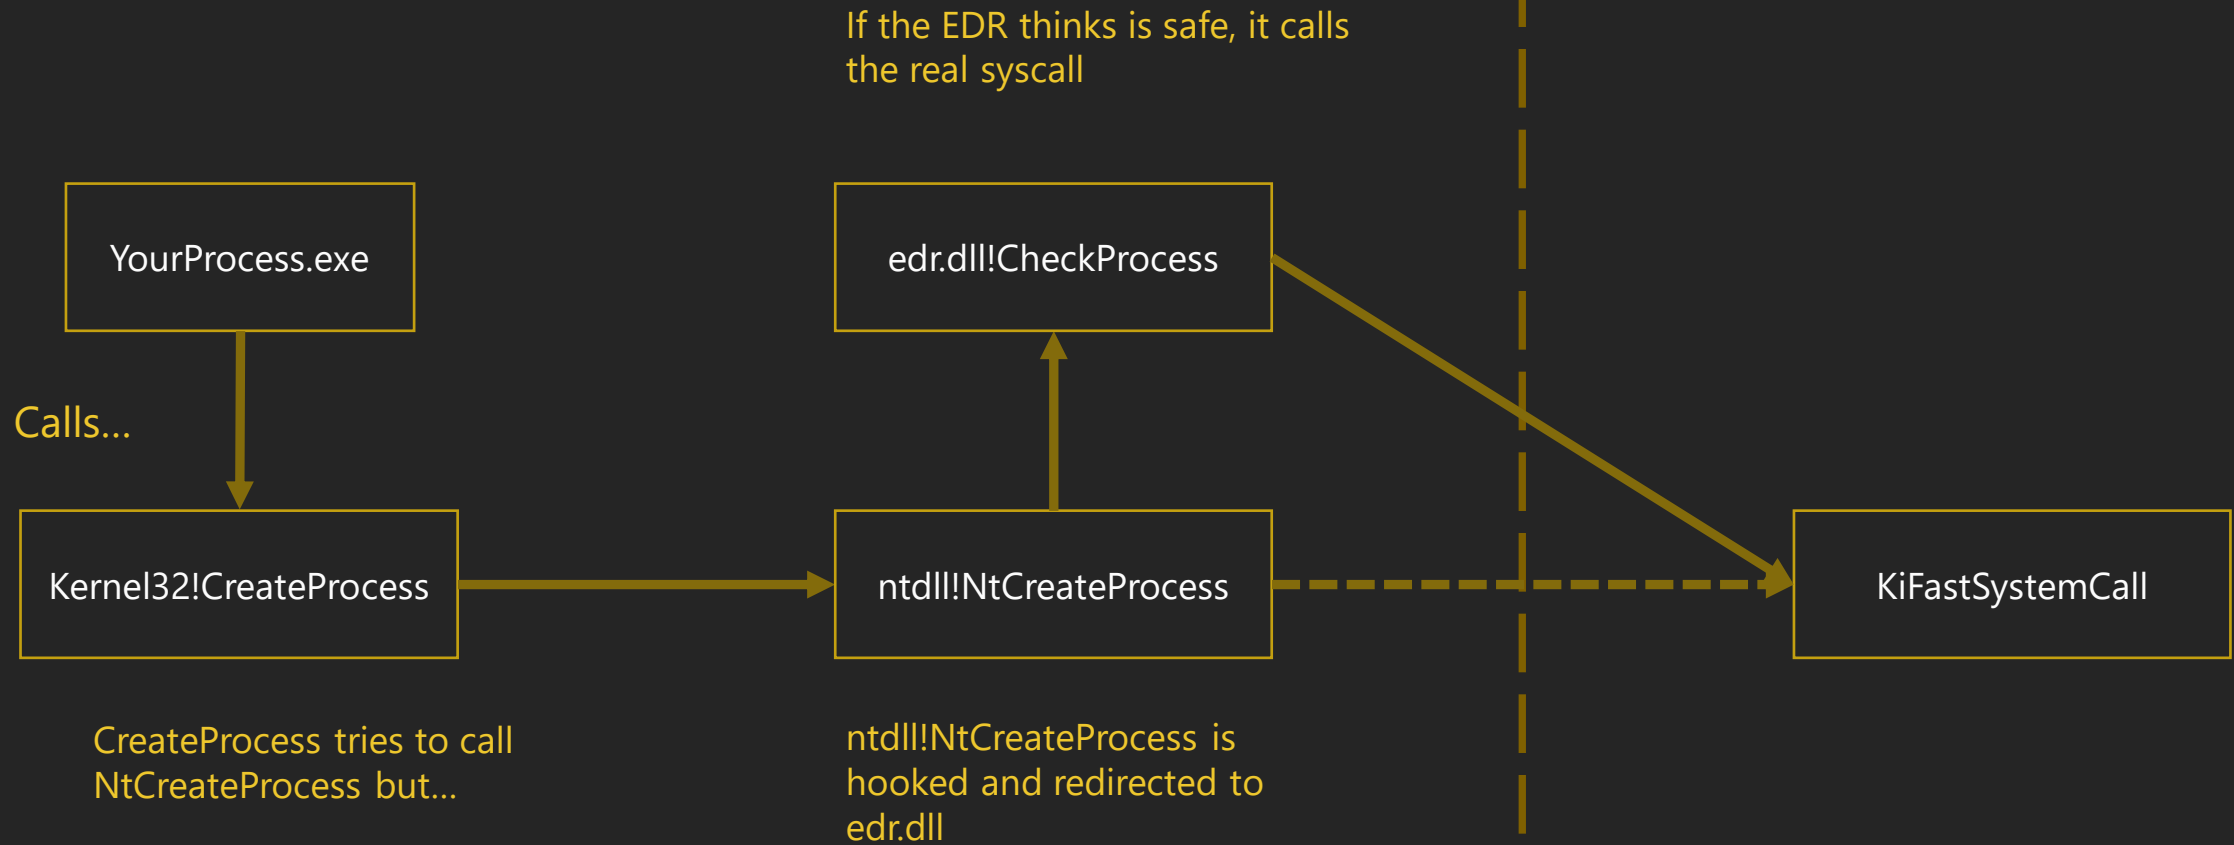 If the EDR thinks is safe, it calls
the real syscall
YourProcess.exe
edr.dll!CheckProcess
Calls...
Kernel32!CreateProcess
ntdll!NtCreateProcess
KiFastSystemCall
CreateProcess tries to call
NtCreateProcess but...
ntdll!NtCreateProcess is
hooked and redirected to
edr.dll